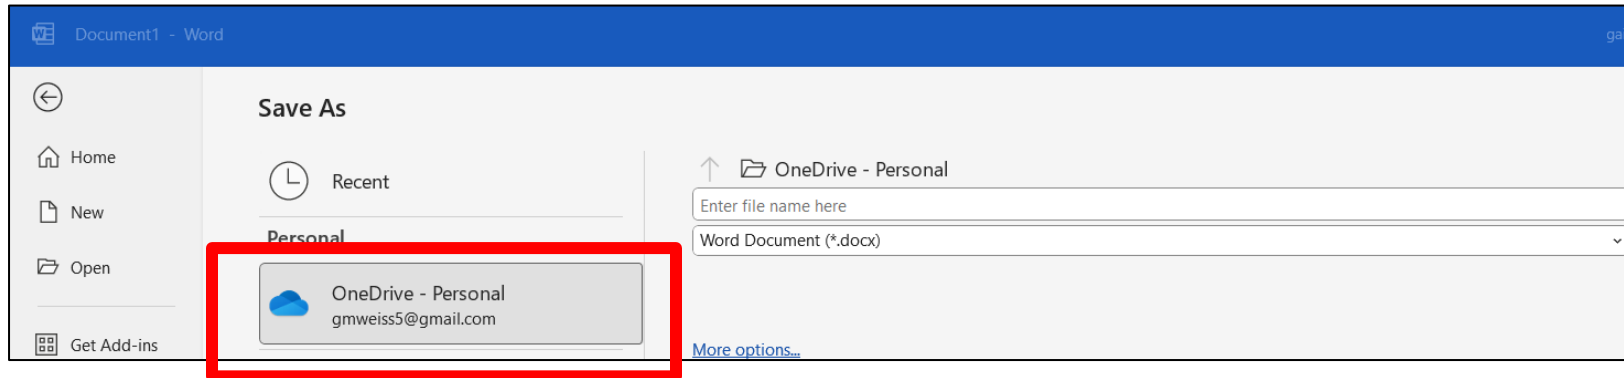 Document1 - Word
Save As
Home
New
Open
Get Add-ins
Recent
Personal
OneDrive - Personal
gmweiss5@gmail.com
OneDrive - Personal
Enter file name here
Word Document (*.docx)
More options...